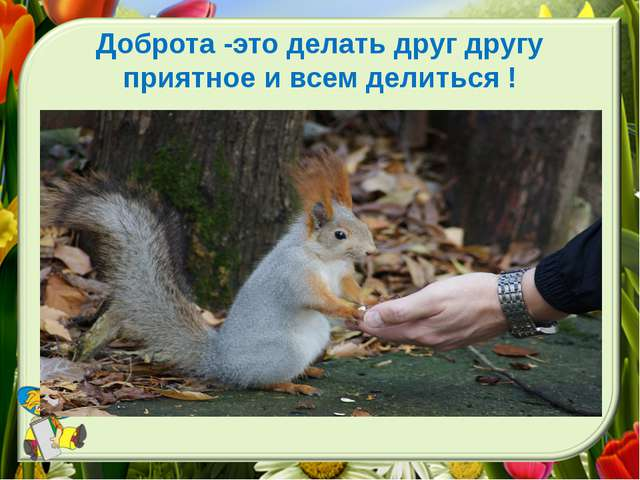 Доброта -это делать друг другу
приятное и всем делиться !